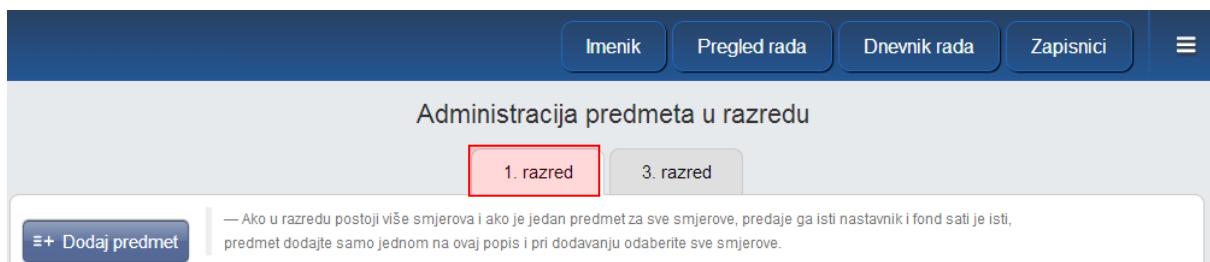 Imenik Pregled rada Dnevnik rada Zapisnici
Administracija predmeta u razredu
1. razred 3. razred
Dodaj predmet
— Ako u razredu postoji više smjerova i ako je jedan predmet za sve smjerove, predaje ga isti nastavnik i fond sati je isti,
predmet dodajte samo jednom na ovaj popis i pri dodavanju odaberite sve smjerove.